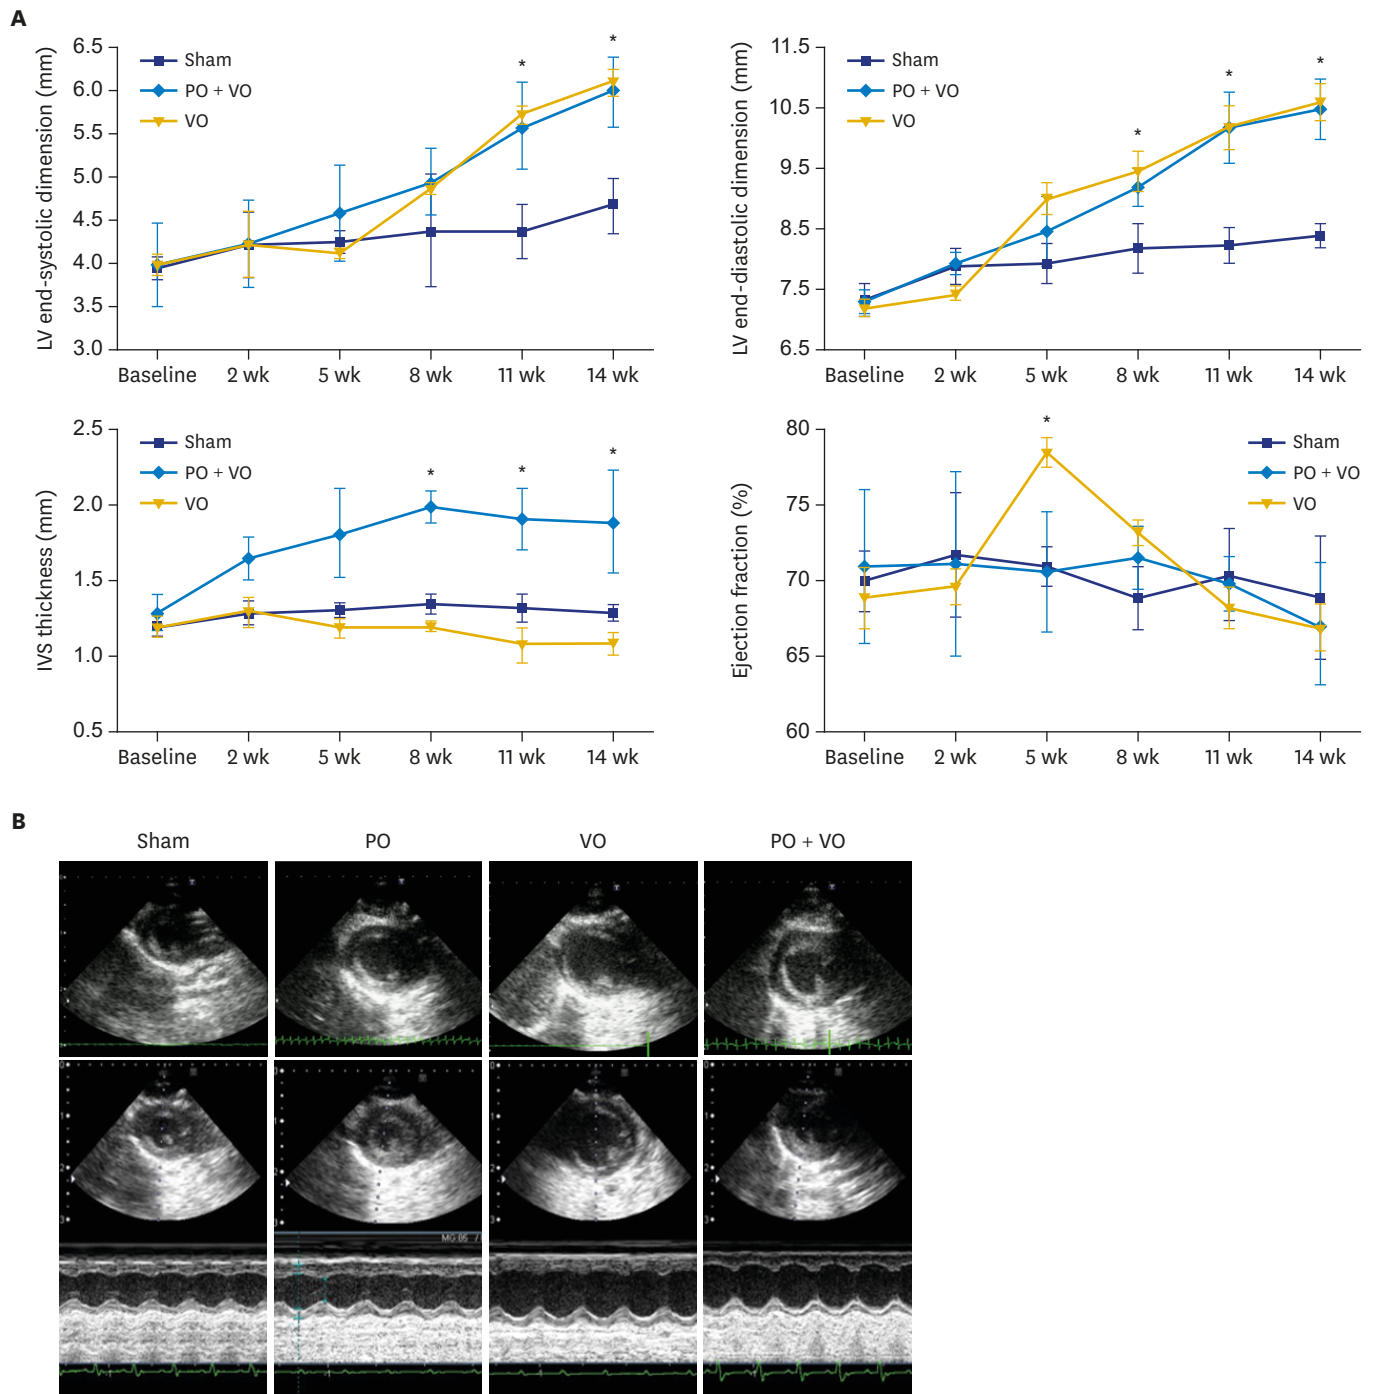 A
LV end-systolic dimension (mm)
6.5
6.0
5.5
5.0
4.5
4.0
3.5
3.0
Sham
PO + VO
VO
*
*
Baseline
2 wk
5 wk
8 wk
11 wk
14 wk
LV end-diastolic dimension (mm)
11.5
10.5
9.5
8.5
7.5
6.5
Sham
PO + VO
VO
*
*
*
Baseline
2 wk
5 wk
8 wk
11 wk
14 wk
IVS thickness (mm)
2.5
2.0
1.5
1.0
0.5
Sham
PO + VO
VO
*
*
*
Baseline
2 wk
5 wk
8 wk
11 wk
14 wk
Ejection fraction (%)
80
75
70
65
60
*
Sham
PO + VO
VO
Baseline
2 wk
5 wk
8 wk
11 wk
14 wk
B
Sham
PO
VO
PO + VO